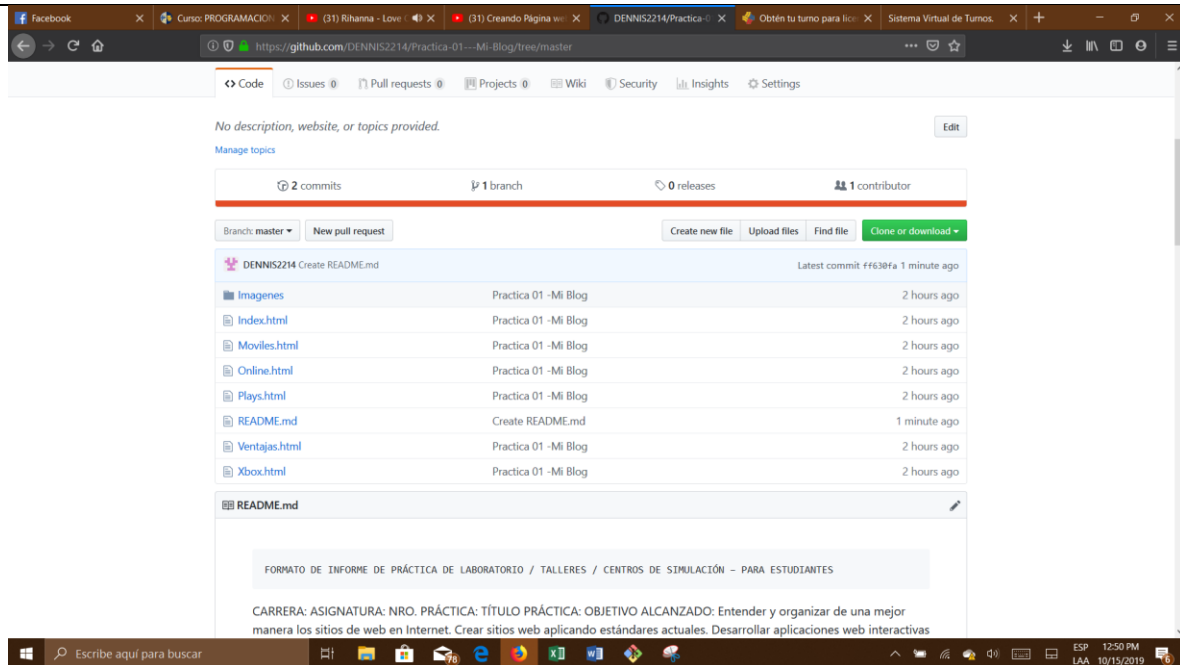 Facebook
Curso: PROGRAMACION
(31) Rihanna - Love
(31) Creando Página we
DENNIS2214/Practica-0
Obtén tu turno para lice
Sistema Virtual de Turnos.
https://github.com/DENNIS2214/Practica-01---Mi-Blog/tree/master
Code Issues 0 Pull requests 0 Projects 0 Wiki Security Insights Settings
No description, website, or topics provided. Edit
Manage topics
2 commits 1 branch 0 releases 1 contributor
Branch: master New pull request Create new file Upload files Find file Clone or download
DENNIS2214 Create README.md Latest commit ff630fa 1 minute ago
Imagenes Practica 01 -Mi Blog 2 hours ago
Index.html Practica 01 -Mi Blog 2 hours ago
Moviles.html Practica 01 -Mi Blog 2 hours ago
Online.html Practica 01 -Mi Blog 2 hours ago
Plays.html Practica 01 -Mi Blog 2 hours ago
README.md Create README.md 1 minute ago
Ventajas.html Practica 01 -Mi Blog 2 hours ago
Xbox.html Practica 01 -Mi Blog 2 hours ago
README.md
FORMATO DE INFORME DE PRÁCTICA DE LABORATORIO / TALLERES / CENTROS DE SIMULACIÓN – PARA ESTUDIANTES
CARRERA: ASIGNATURA: NRO. PRÁCTICA: TÍTULO PRÁCTICA: OBJETIVO ALCANZADO: Entender y organizar de una mejor
manera los sitios de web en Internet. Crear sitios web aplicando estándares actuales. Desarrollar aplicaciones web interactivas
Escribe aquí para buscar
78
ESP 12:50 PM
LAA 10/15/2019
6